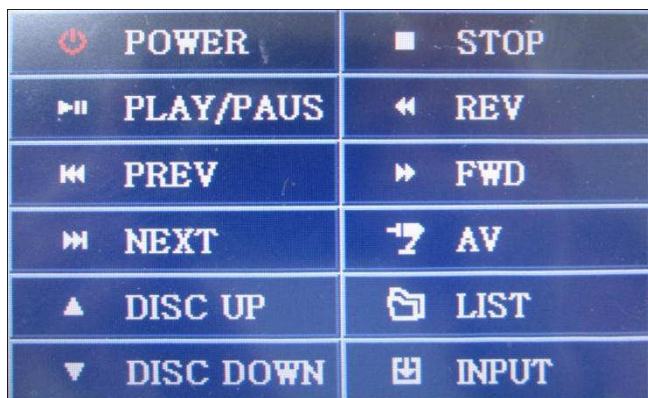 POWER
STOP
PLAY/PAUS
REV
PREV
FWD
NEXT
AV
DISC UP
LIST
DISC DOWN
INPUT